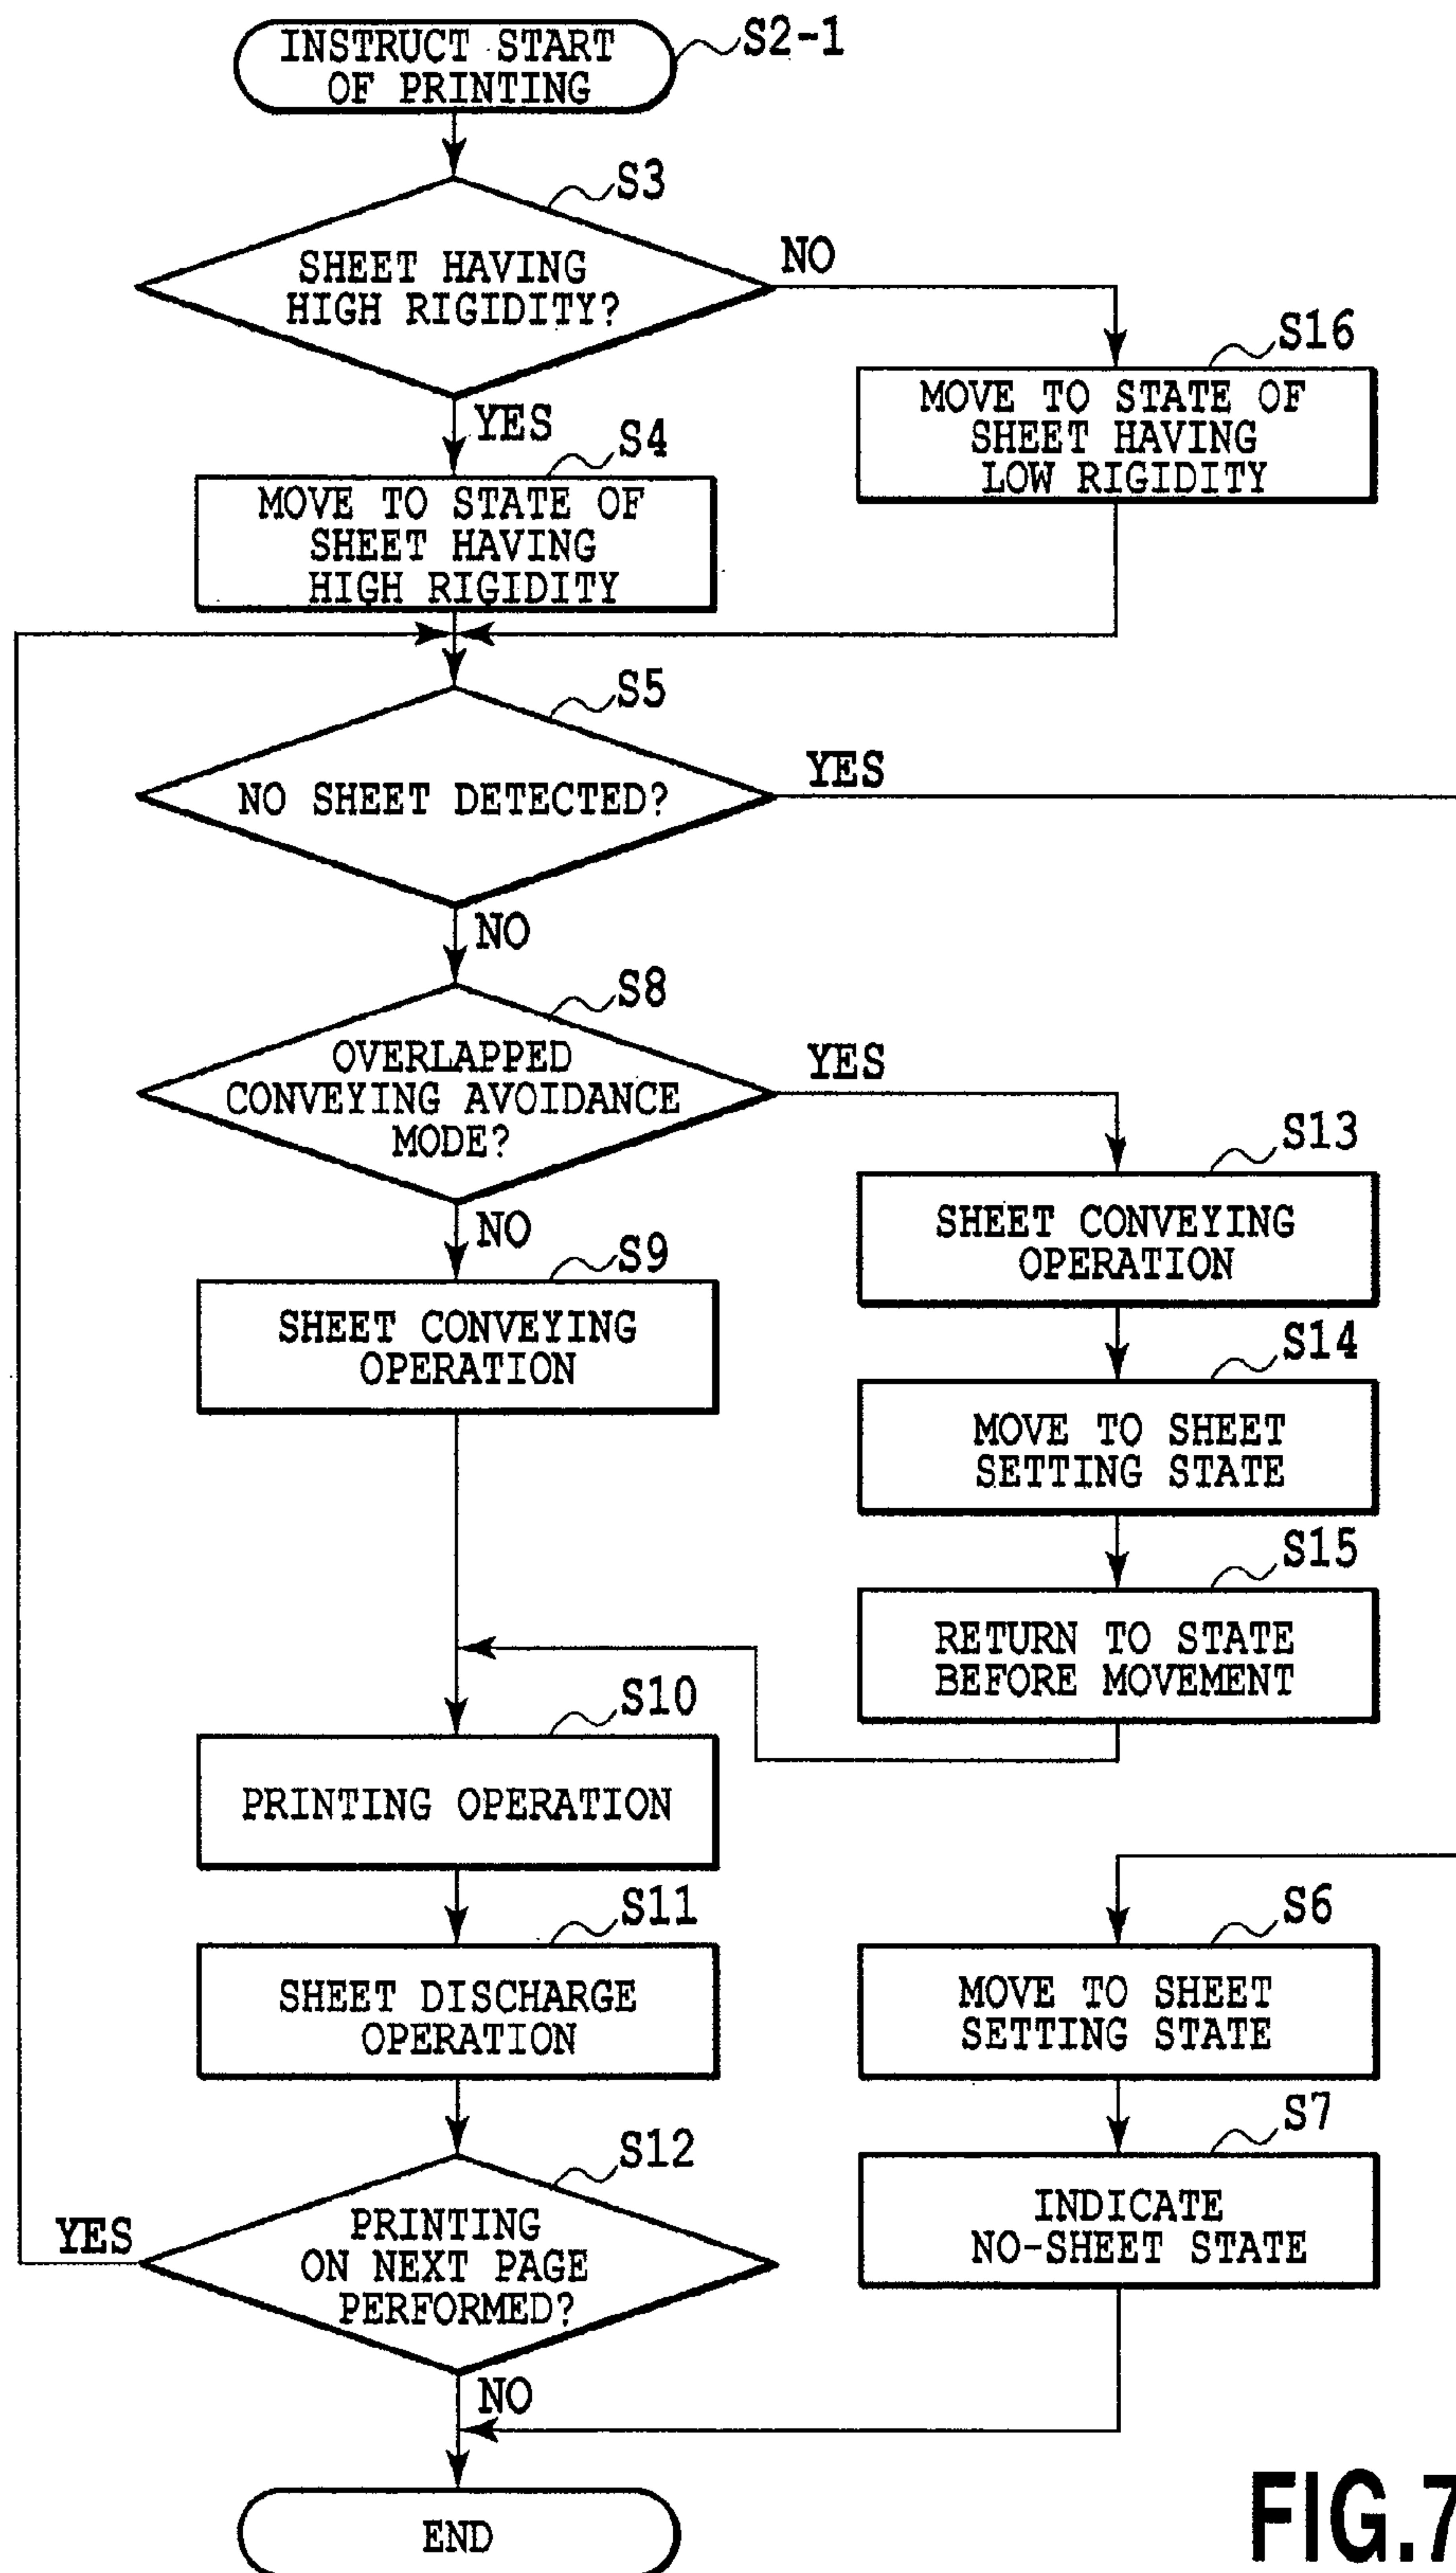 INSTRUCT START
OF PRINTING
S2-1
S3
SHEET HAVING
HIGH RIGIDITY?
NO
YES
S16
MOVE TO STATE OF
SHEET HAVING
LOW RIGIDITY
S4
MOVE TO STATE OF
SHEET HAVING
HIGH RIGIDITY
S5
NO SHEET DETECTED?
YES
NO
S8
OVERLAPPED
CONVEYING AVOIDANCE
MODE?
YES
NO
S13
SHEET CONVEYING
OPERATION
S9
SHEET CONVEYING
OPERATION
S14
MOVE TO SHEET
SETTING STATE
S15
RETURN TO STATE
BEFORE MOVEMENT
S10
PRINTING OPERATION
S11
SHEET DISCHARGE
OPERATION
S6
MOVE TO SHEET
SETTING STATE
S7
INDICATE
NO-SHEET STATE
S12
PRINTING
ON NEXT PAGE
PERFORMED?
YES
NO
END
FIG.7